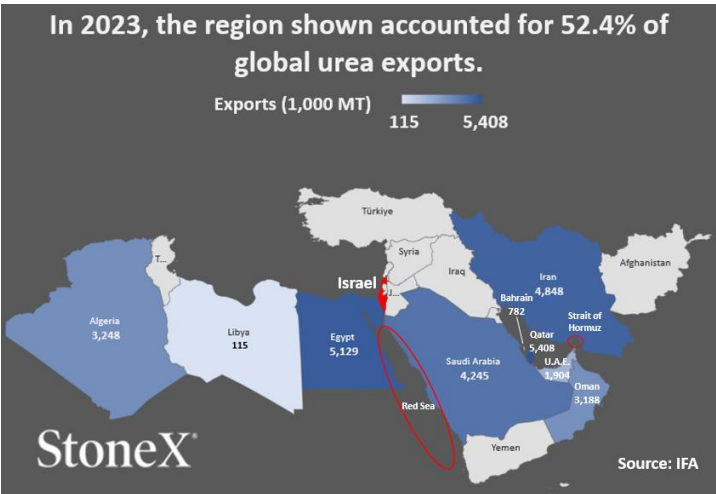 In 2023, the region shown accounted for 52.4% of
global urea exports.
Exports (1,000 MT)
115 5,408
Türkiye
T...
Syria
Israel
J...
Iraq
Iran
4,848
Afghanistan
Bahrain
782
Strait of
Hormuz
Algeria
3,248
Libya
115
Egypt
5,129
Qatar
5,408
Saudi Arabia
4,245
U.A.E.
1,904
Oman
3,188
Red Sea
Yemen
StoneX®
Source: IFA